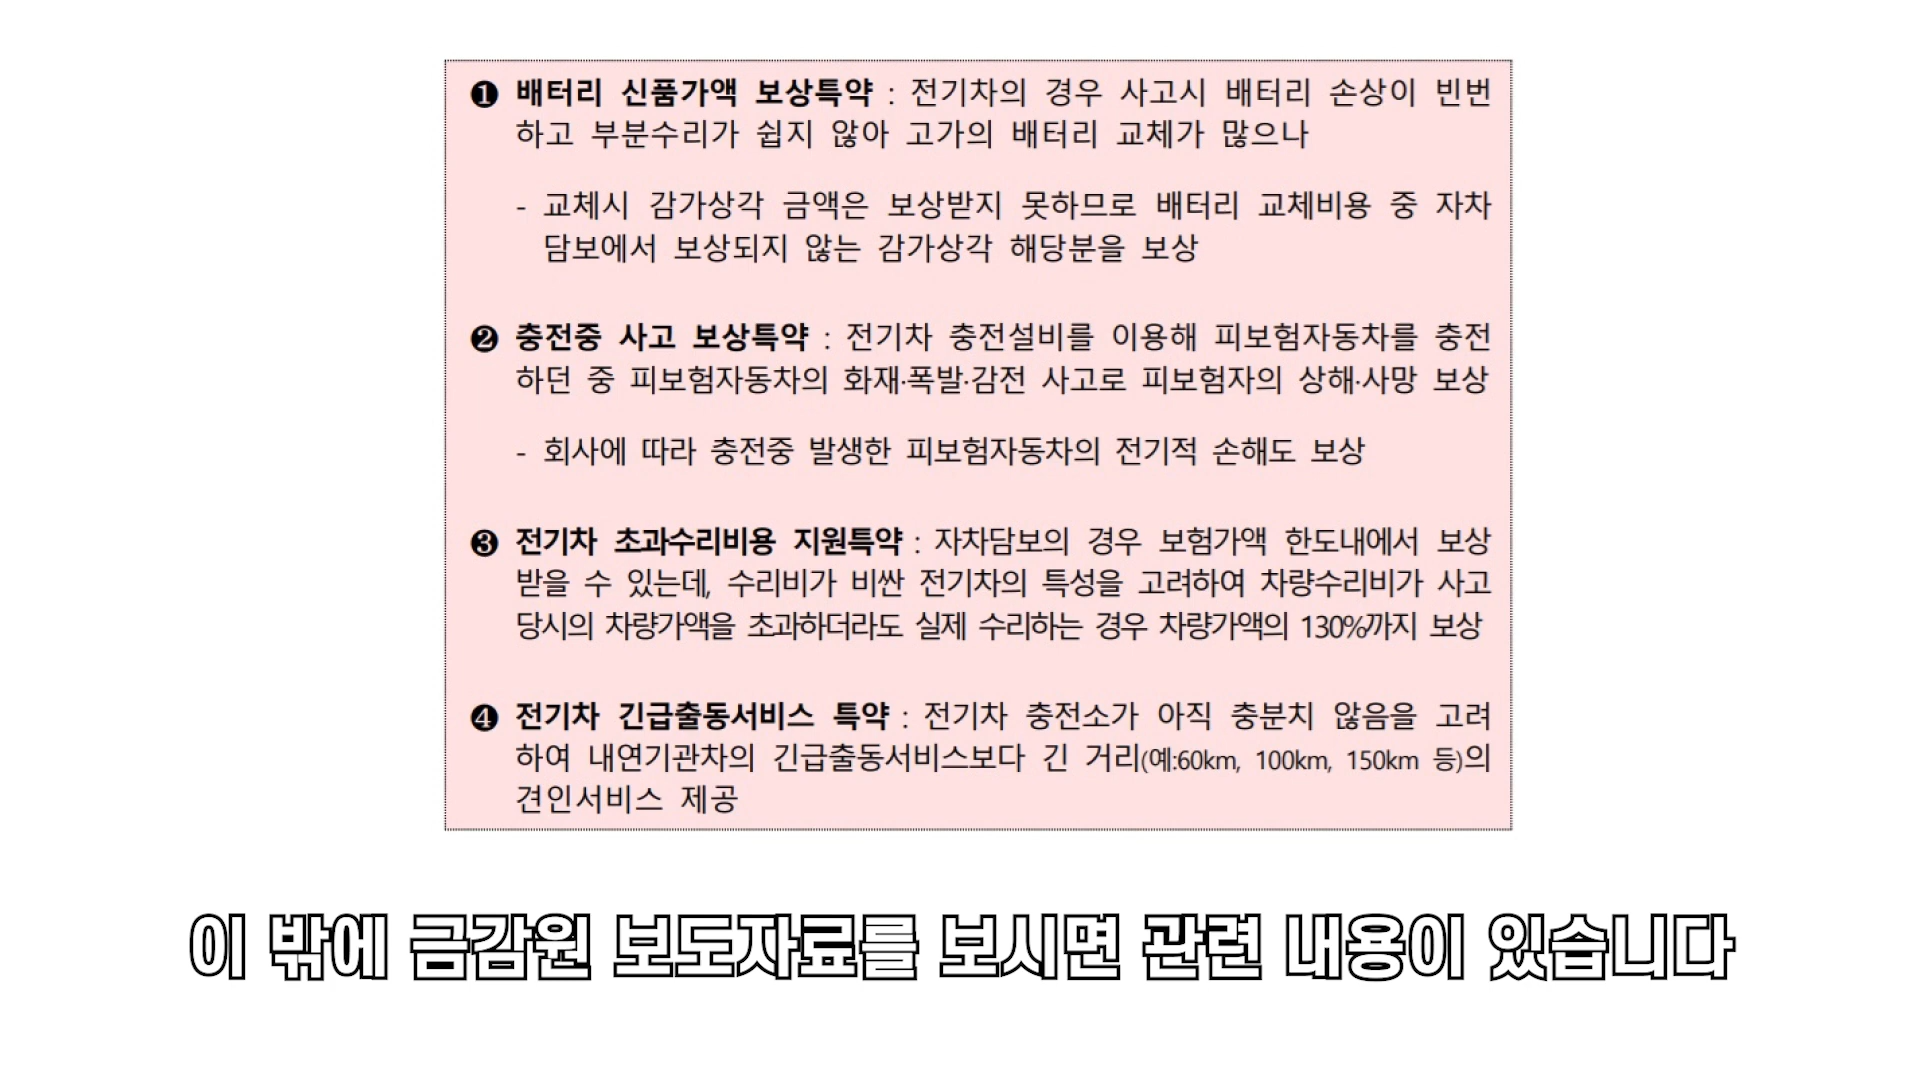 ❶ 배터리 신품가액 보상특약 : 전기차의 경우 사고시 배터리 손상이 빈번
하고 부분수리가 쉽지 않아 고가의 배터리 교체가 많으나
- 교체시 감가상각 금액은 보상받지 못하므로 배터리 교체비용 중 자차
담보에서 보상되지 않는 감가상각 해당분을 보상
❷ 충전중 사고 보상특약 : 전기차 충전설비를 이용해 피보험자동차를 충전
하던 중 피보험자동차의 화재·폭발·감전 사고로 피보험자의 상해·사망 보상
- 회사에 따라 충전중 발생한 피보험자동차의 전기적 손해도 보상
❸ 전기차 초과수리비용 지원특약 : 자차담보의 경우 보험가액 한도내에서 보상
받을 수 있는데, 수리비가 비싼 전기차의 특성을 고려하여 차량수리비가 사고
당시의 차량가액을 초과하더라도 실제 수리하는 경우 차량가액의 130%까지 보상
❹ 전기차 긴급출동서비스 특약 : 전기차 충전소가 아직 충분치 않음을 고려
하여 내연기관차의 긴급출동서비스보다 긴 거리(예:60km, 100km, 150km 등)의
견인서비스 제공
이 밖에 금감원 보도자료를 보시면 관련 내용이 있습니다